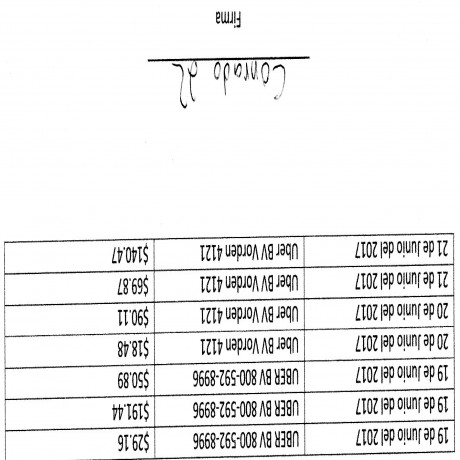 19 de Junio del 2017 UBER BV 800-592-8996 $29.16
19 de Junio del 2017 UBER BV 800-592-8996 $191.44
19 de Junio del 2017 UBER BV 800-592-8996 $50.89
20 de Junio del 2017 Uber BV Vorden 4121 $18.48
20 de Junio del 2017 Uber BV Vorden 4121 $90.11
21 de Junio del 2017 Uber BV Vorden 4121 $69.87
21 de Junio del 2017 Uber BV Vorden 4121 $140.47
Conrado
Firma